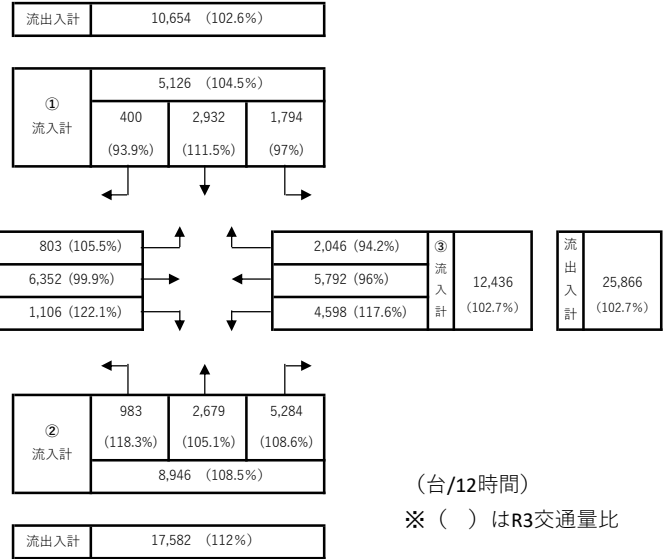 流出入計 10,654 （102.6%）
5,126 （104.5%）
①
流入計
400 2,932 1,794
(93.9%) (111.5%) (97%)
803 (105.5%)
6,352 (99.9%)
1,106 (122.1%)
2,046 (94.2%)
5,792 (96%)
4,598 (117.6%)
③
流
入
計
12,436
(102.7%)
流
出
入
計
25,866
(102.7%)
②
流入計
983 2,679 5,284
(118.3%) (105.1%) (108.6%)
8,946 （108.5%）
流出入計 17,582 （112%）
（台/12時間）
※（　）はR3交通量比